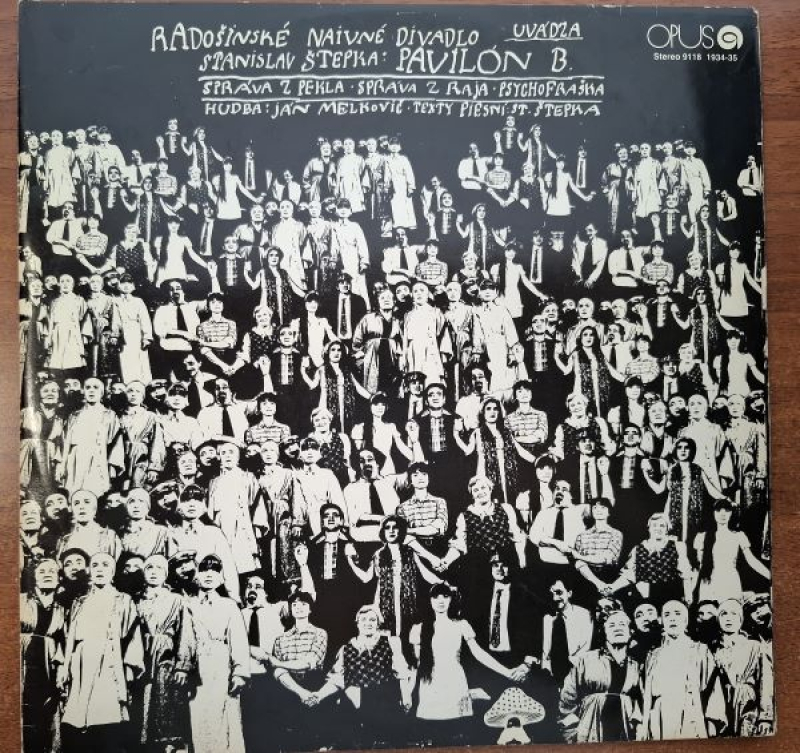 RADOŠINSKÉ NAIVNÉ DIVADLO UVÁDZA
STANISLAV ŠTEPKA: PAVILÓN B.
SPRÁVA Z PEKLA · SPRÁVA Z RAJA · PSYCHOFRAŠKA
HUDBA: JÁN MELKOVIČ · TEXTY PIESNÍ: ST. ŠTEPKA
OPUS
Stereo 9118 1934-35